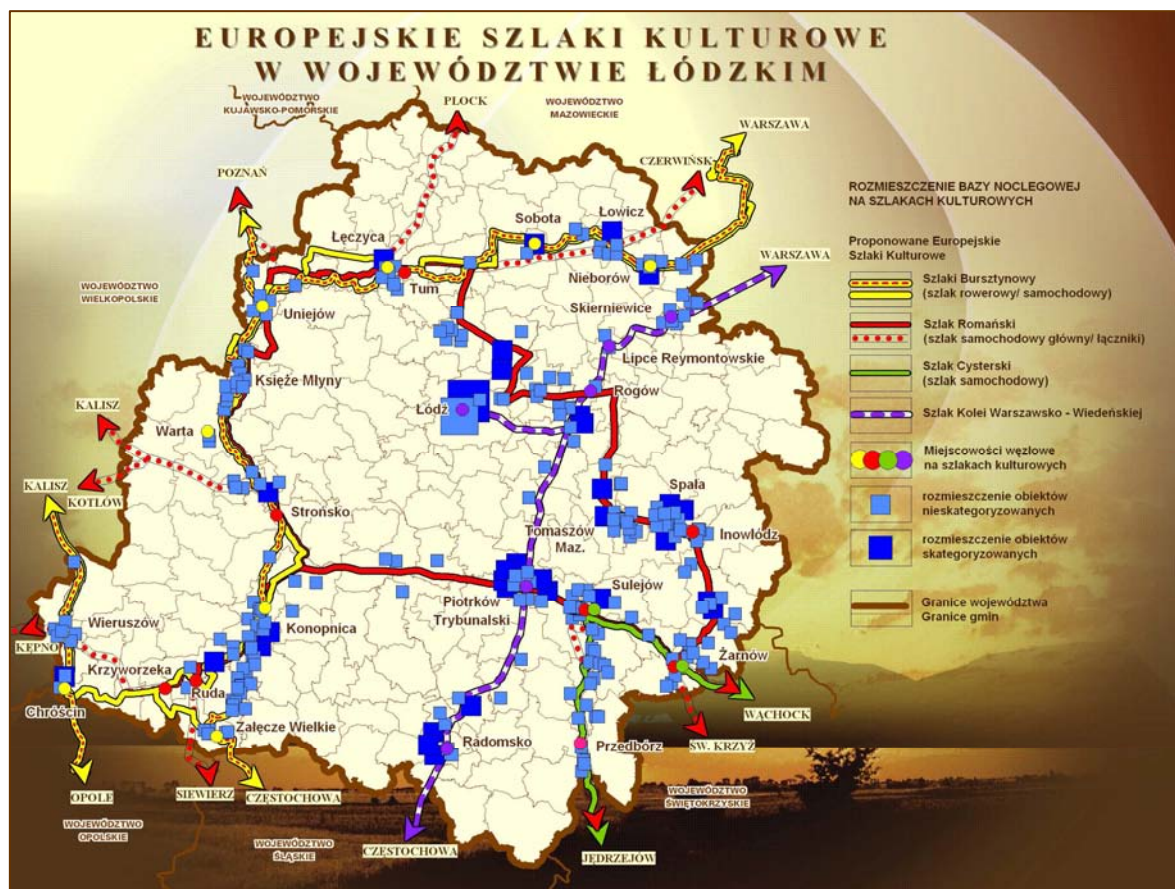 EUROPEJSKIE SZLAKI KULTUROWE
W WOJEWÓDZTWIE ŁÓDZKIM
WOJEWÓDZTWO
KUJAWSKO-POMORSKIE
PŁOCK
WOJEWÓDZTWO
MAZOWIECKIE
WARSZAWA
CZERWIŃSK
POZNAŃ
Sobota
Łowicz
Łęczyca
WARSZAWA
Tum
Nieborów
WOJEWÓDZTWO
WIELKOPOLSKIE
Uniejów
Skierniewice
Lipce Reymontowskie
Księże Młyny
Rogów
KALISZ
Łódź
Warta
KALISZ
KOTLÓW
Spała
Strońsko
Inowłódz
Tomaszów
Maz.
Sulejów
Piotrków
Trybunalski
Wieruszów
Konopnica
KĘPNO
Krzyworzeka
Żarnów
Ruda
Chróścin
WĄCHOCK
Załęcze Wielkie
Radomsko
Przedbórz
ŚW. KRZYŻ
OPOLE
SIEWIERZ
CZĘSTOCHOWA
WOJEWÓDZTWO
ŚWIĘTOKRZYSKIE
WOJEWÓDZTWO
OPOLSKIE
WOJEWÓDZTWO
ŚLĄSKIE
CZĘSTOCHOWA
JĘDRZEJÓW
ROZMIESZCZENIE BAZY NOCLEGOWEJ
NA SZLAKACH KULTUROWYCH
Proponowane Europejskie
Szlaki Kulturowe
Szlaki Bursztynowy
(szlak rowerowy/ samochodowy)
Szlak Romański
(szlak samochodowy główny/ łączniki)
Szlak Cysterski
(szlak samochodowy)
Szlak Kolei Warszawsko - Wiedeńskiej
Miejscowości węzłowe
na szlakach kulturowych
rozmieszczenie obiektów
nieskategoryzowanych
rozmieszczenie obiektów
skategoryzowanych
Granice województwa
Granice gmin